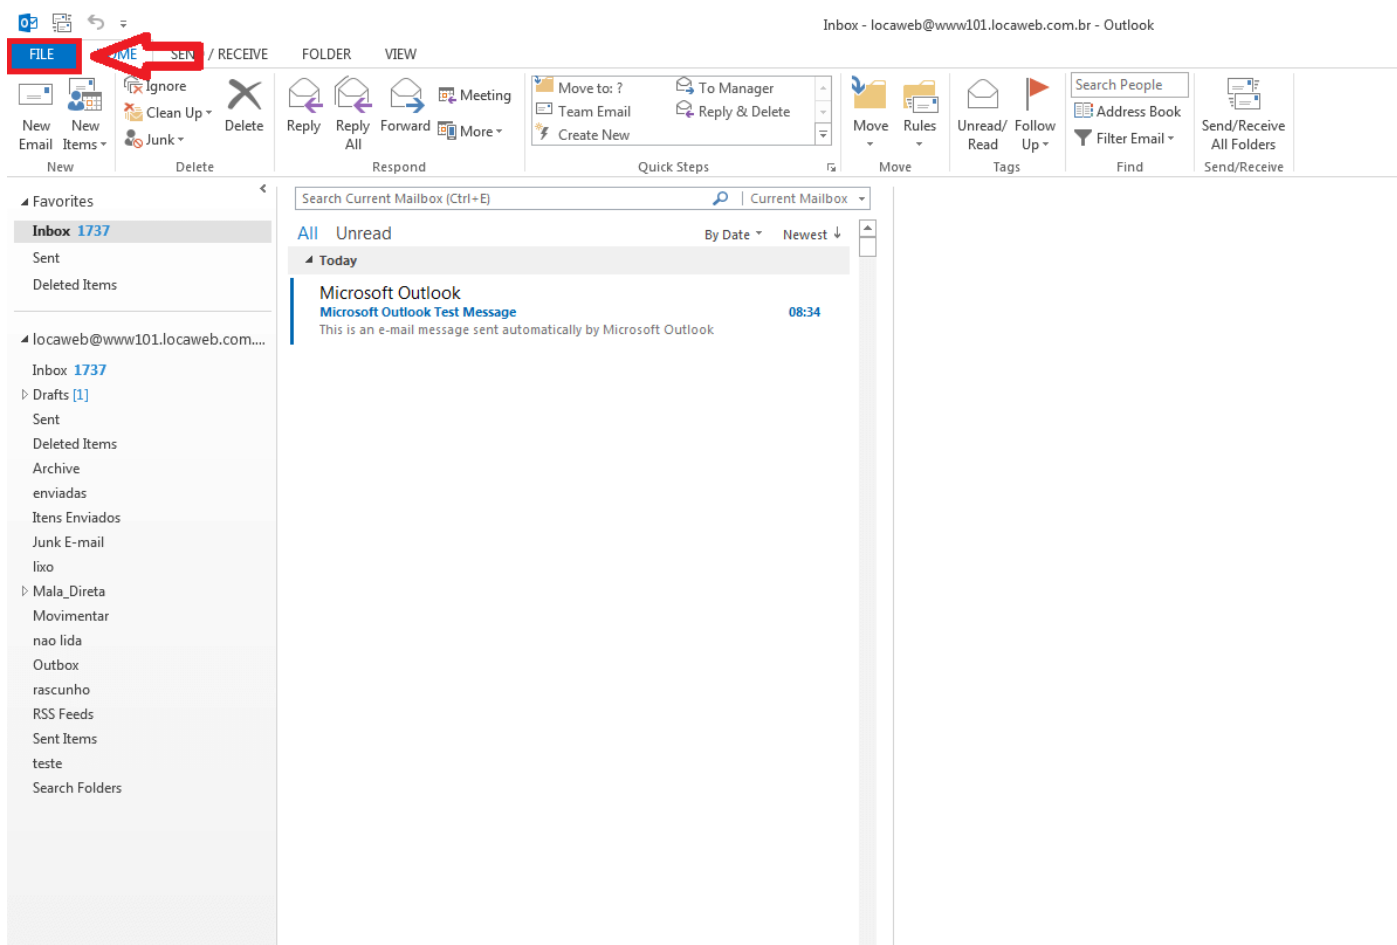 Inbox - locaweb@www101.locaweb.com.br - Outlook
FILE OME SEN / RECEIVE FOLDER VIEW
New Email
New Items
New
Ignore
Clean Up
Junk
Delete
Delete
Reply
Reply All
Forward
Meeting
More
Respond
Move to: ?
Team Email
Create New
To Manager
Reply & Delete
Quick Steps
Move
Rules
Move
Unread/ Read
Follow Up
Tags
Search People
Address Book
Filter Email
Find
Send/Receive All Folders
Send/Receive
Favorites
Inbox 1737
Sent
Deleted Items
locaweb@www101.locaweb.com....
Inbox 1737
Drafts [1]
Sent
Deleted Items
Archive
enviadas
Itens Enviados
Junk E-mail
lixo
Mala_Direta
Movimentar
nao lida
Outbox
rascunho
RSS Feeds
Sent Items
teste
Search Folders
Search Current Mailbox (Ctrl+E) Current Mailbox
All Unread By Date Newest
Today
Microsoft Outlook
Microsoft Outlook Test Message 08:34
This is an e-mail message sent automatically by Microsoft Outlook